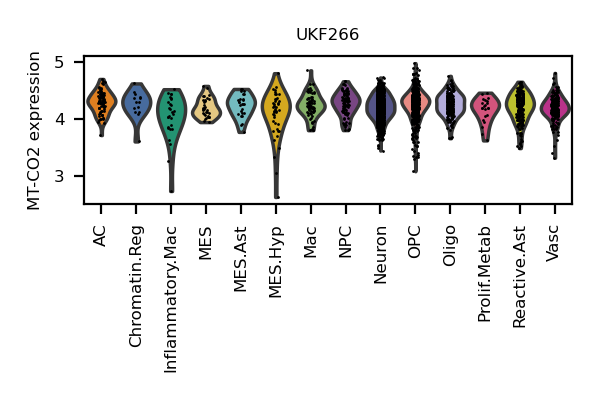 UKF266
MT-CO2 expression
5
4
3
AC
Chromatin.Reg
Inflammatory.Mac
MES
MES.Ast
MES.Hyp
Mac
NPC
Neuron
OPC
Oligo
Prolif.Metab
Reactive.Ast
Vasc